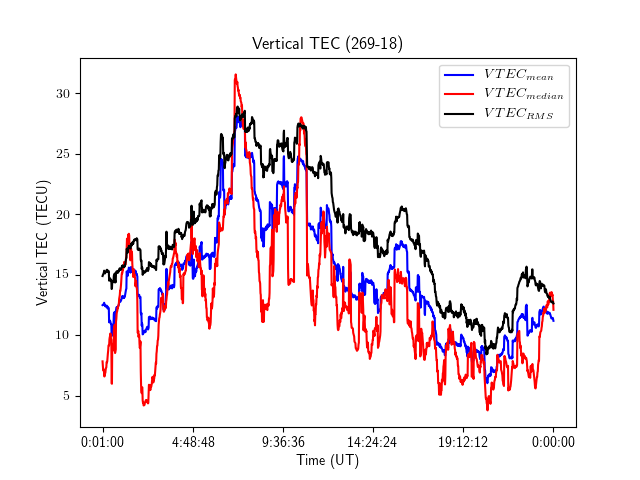 Vertical TEC (269-18)
VTEC_mean
VTEC_median
VTEC_RMS
Vertical TEC (TECU)
30
25
20
15
10
5
0:01:00 4:48:48 9:36:36 14:24:24 19:12:12 0:00:00
Time (UT)